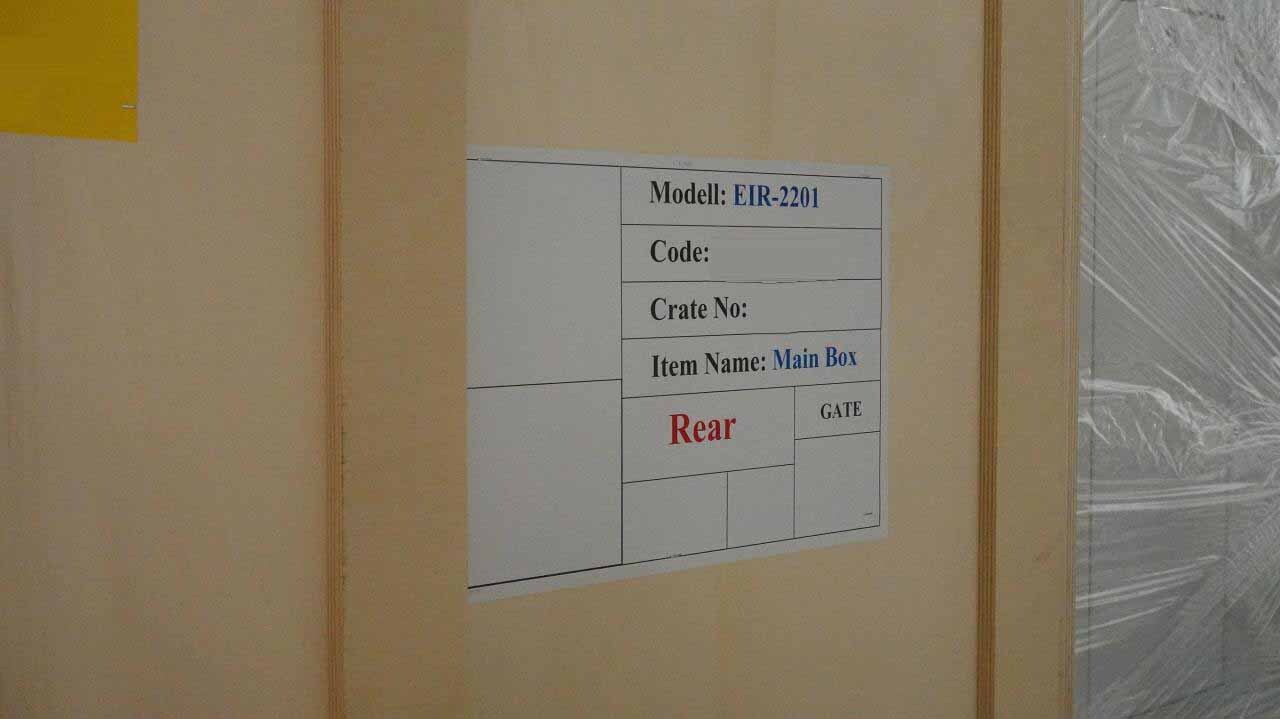 Modell: EIR-2201
Code:
Crate No:
Item Name: Main Box
Rear
GATE